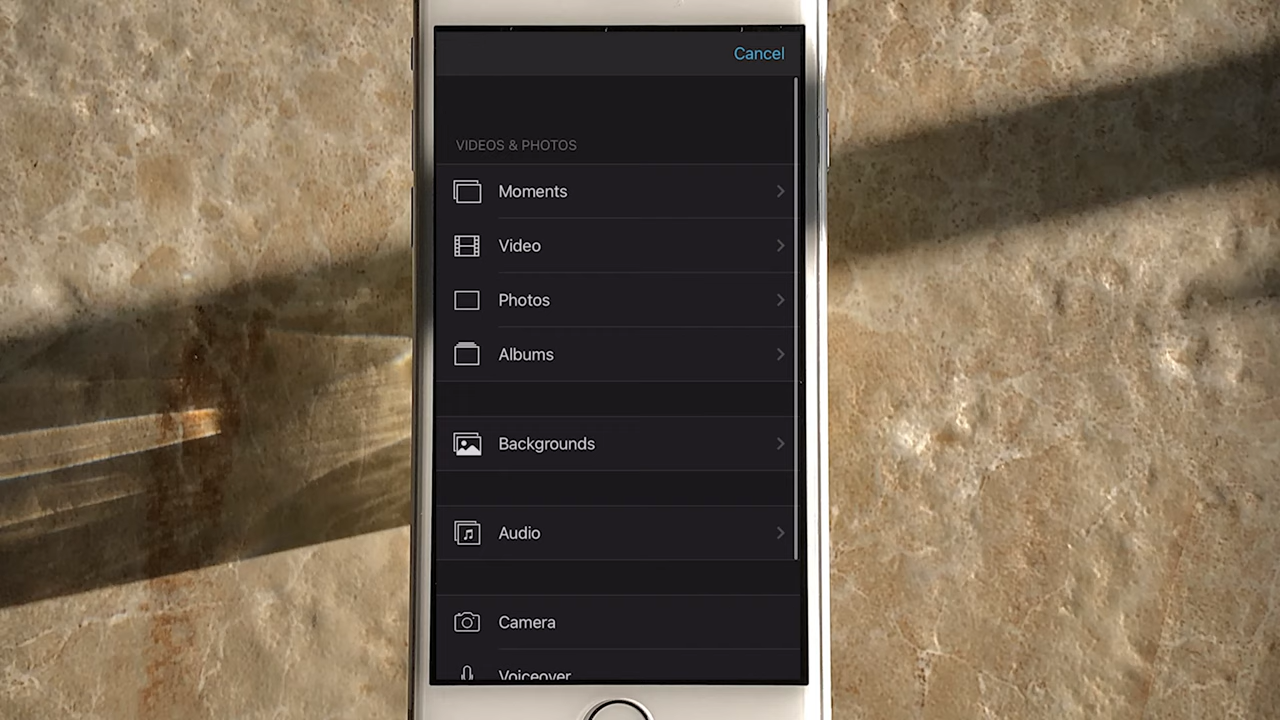 Cancel
VIDEOS & PHOTOS
Moments
Video
Photos
Albums
Backgrounds
Audio
Camera
Voiceover